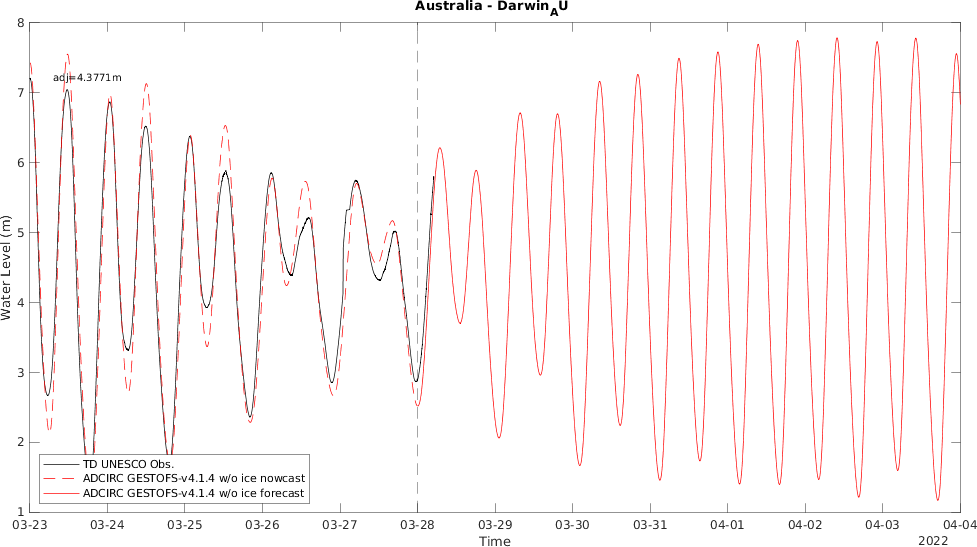 Australia - DarwinAU
adj=4.3771m
Water Level (m)
8
7
6
5
4
3
2
1
TD UNESCO Obs.
ADCIRC GESTOFS-v4.1.4 w/o ice nowcast
ADCIRC GESTOFS-v4.1.4 w/o ice forecast
03-23 03-24 03-25 03-26 03-27 03-28 03-29 03-30 03-31 04-01 04-02 04-03 04-04
Time
2022